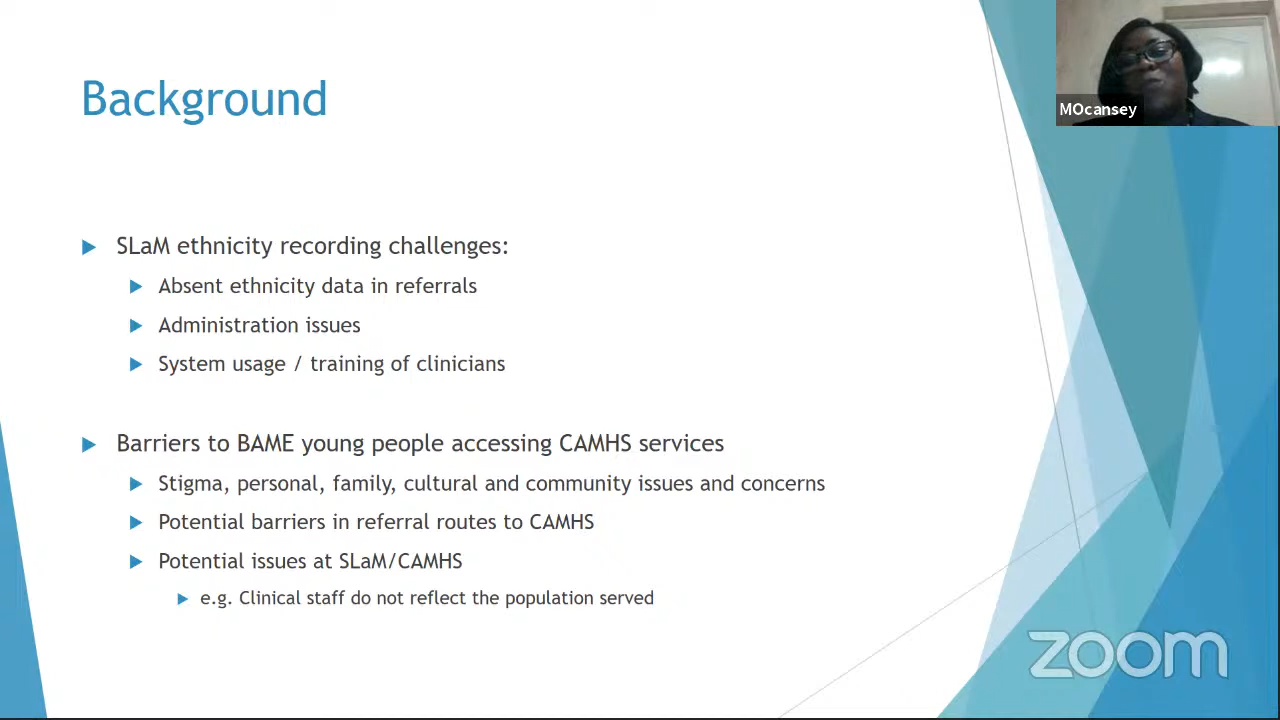 Background
MOcansey
SLaM ethnicity recording challenges:
Absent ethnicity data in referrals
Administration issues
System usage / training of clinicians
Barriers to BAME young people accessing CAMHS services
Stigma, personal, family, cultural and community issues and concerns
Potential barriers in referral routes to CAMHS
Potential issues at SLaM/CAMHS
e.g. Clinical staff do not reflect the population served
zoom